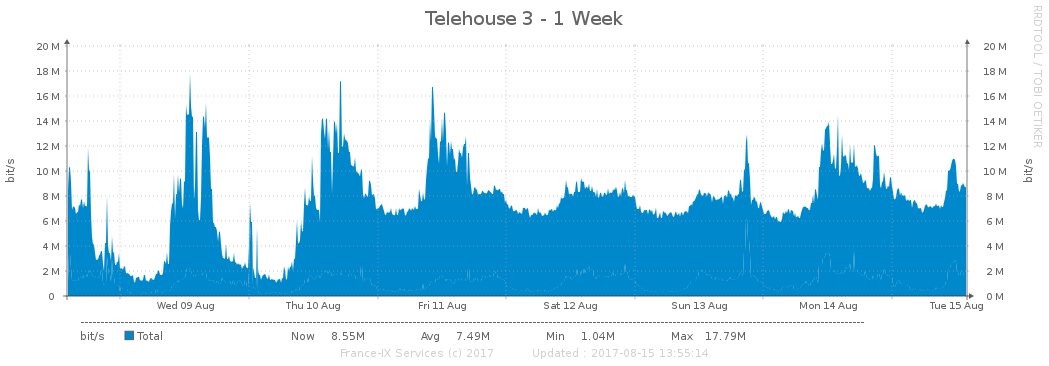 Telehouse 3 - 1 Week
RRDTOOL / TOBI OETIKER
20 M 20 M
18 M 18 M
16 M 16 M
14 M 14 M
12 M 12 M
10 M 10 M
8 M 8 M
6 M 6 M
4 M 4 M
2 M 2 M
0 0 M
bit/s bit/s
Wed 09 Aug Thu 10 Aug Fri 11 Aug Sat 12 Aug Sun 13 Aug Mon 14 Aug Tue 15 Aug
bit/s Total Now 8.55M Avg 7.49M Min 1.04M Max 17.79M
France-IX Services (c) 2017 Updated : 2017-08-15 13:55:14